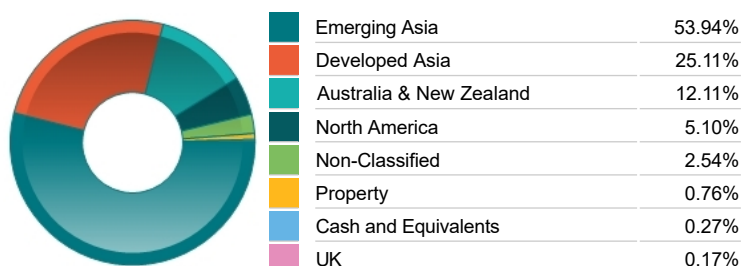 Emerging Asia 53.94%
Developed Asia 25.11%
Australia & New Zealand 12.11%
North America 5.10%
Non-Classified 2.54%
Property 0.76%
Cash and Equivalents 0.27%
UK 0.17%